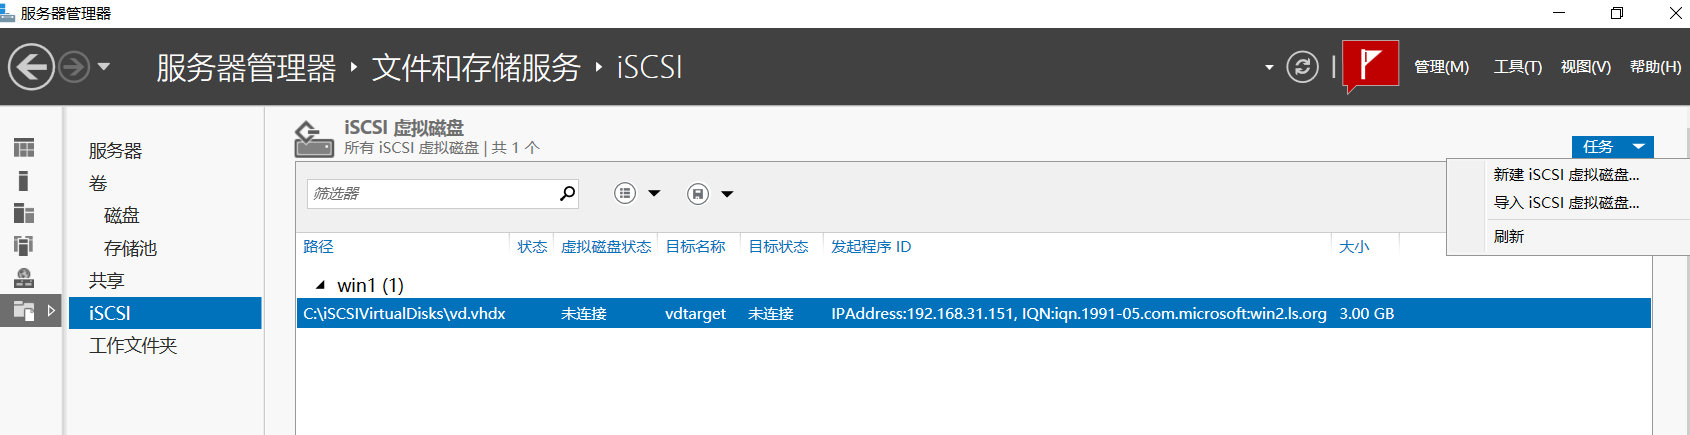 服务器管理器
服务器管理器 ‣ 文件和存储服务 ‣ iSCSI
管理(M) 工具(T) 视图(V) 帮助(H)
服务器
卷
磁盘
存储池
共享
iSCSI
工作文件夹
iSCSI 虚拟磁盘
所有 iSCSI 虚拟磁盘 | 共 1 个
任务
新建 iSCSI 虚拟磁盘...
导入 iSCSI 虚拟磁盘...
刷新
筛选器
路径 状态 虚拟磁盘状态 目标名称 目标状态 发起程序 ID 大小
win1 (1)
C:\iSCSIVirtualDisks\vd.vhdx 未连接 vdtarget 未连接 IPAddress:192.168.31.151, IQN:iqn.1991-05.com.microsoft:win2.ls.org 3.00 GB